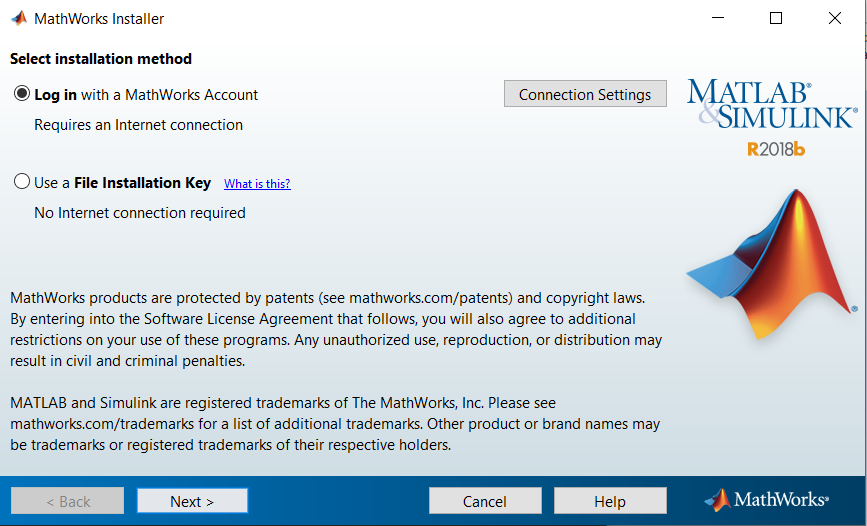 MathWorks Installer
Select installation method
Log in with a MathWorks Account
Connection Settings
Requires an Internet connection
Use a File Installation Key What is this?
No Internet connection required
MATLAB®
&SIMULINK®
R2018b
®
MathWorks products are protected by patents (see mathworks.com/patents) and copyright laws.
By entering into the Software License Agreement that follows, you will also agree to additional
restrictions on your use of these programs. Any unauthorized use, reproduction, or distribution may
result in civil and criminal penalties.
MATLAB and Simulink are registered trademarks of The MathWorks, Inc. Please see
mathworks.com/trademarks for a list of additional trademarks. Other product or brand names may
be trademarks or registered trademarks of their respective holders.
< Back Next > Cancel Help MathWorks®